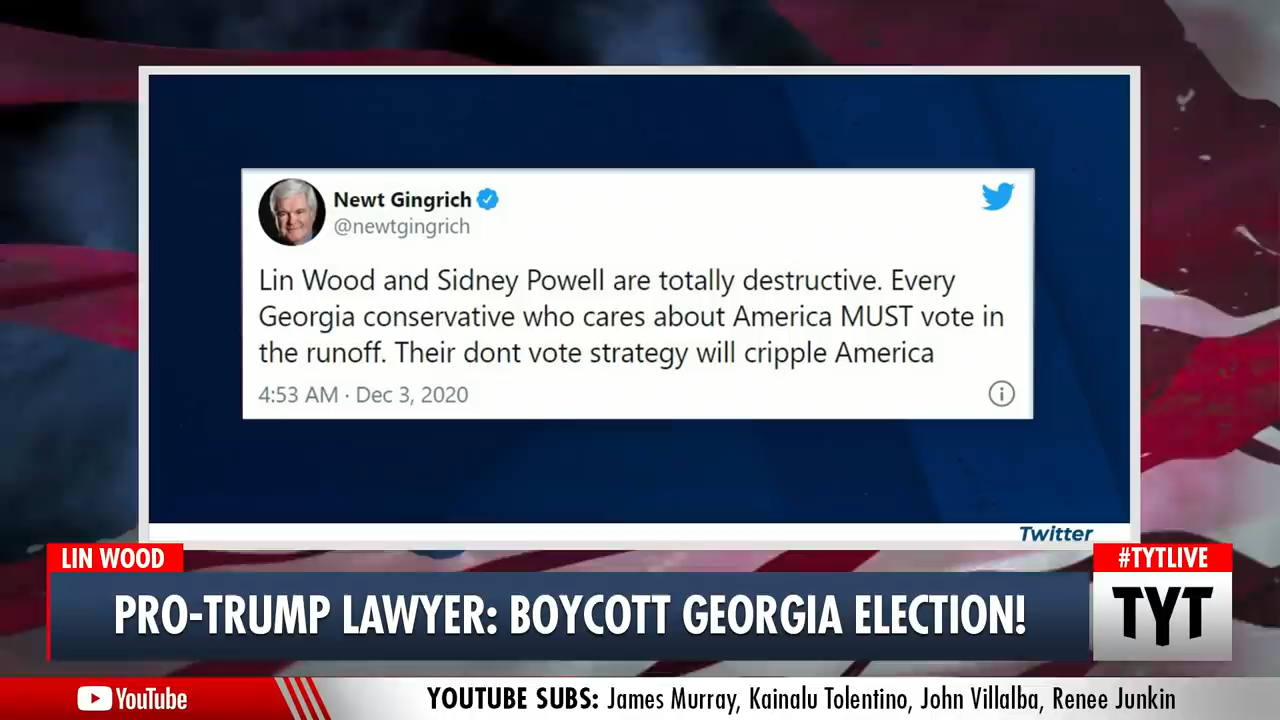 Newt Gingrich
@newtgingrich
Lin Wood and Sidney Powell are totally destructive. Every
Georgia conservative who cares about America MUST vote in
the runoff. Their dont vote strategy will cripple America
4:53 AM · Dec 3, 2020
Twitter
LIN WOOD
#TYTLIVE
PRO-TRUMP LAWYER: BOYCOTT GEORGIA ELECTION!
TYT
YouTube
YOUTUBE SUBS: James Murray, Kainalu Tolentino, John Villalba, Renee Junkin